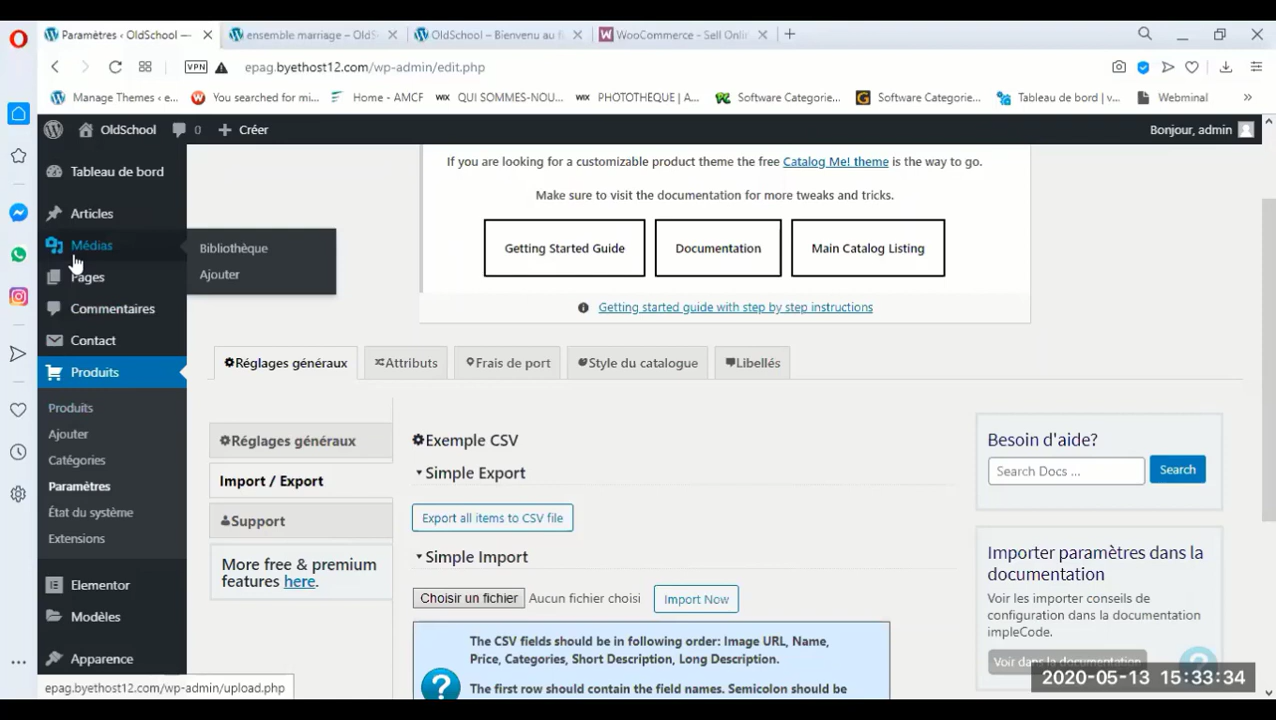 Paramètres ‹ OldSchool —
ensemble marriage – OldS
OldSchool – Bienvenu au f
WooCommerce - Sell Onlin
VPN
epag.byethost12.com/wp-admin/edit.php
Manage Themes ‹ e...
You searched for mi...
Home - AMCF
WIX QUI SOMMES-NOU...
WIX PHOTOTHEQUE | A...
Software Categorie...
Software Categorie...
Tableau de bord | v...
Webminal
OldSchool
0
Créer
Bonjour, admin
Tableau de bord
Articles
Médias
Pages
Commentaires
Contact
Produits
Produits
Ajouter
Catégories
Paramètres
État du système
Extensions
Elementor
Modèles
Apparence
Bibliothèque
Ajouter
If you are looking for a customizable product theme the free Catalog Me! theme is the way to go.
Make sure to visit the documentation for more tweaks and tricks.
Getting Started Guide
Documentation
Main Catalog Listing
Getting started guide with step by step instructions
Réglages généraux
Attributs
Frais de port
Style du catalogue
Libellés
Réglages généraux
Import / Export
Support
More free & premium
features here.
Exemple CSV
Simple Export
Export all items to CSV file
Simple Import
Choisir un fichier
Aucun fichier choisi
Import Now
The CSV fields should be in following order: Image URL, Name,
Price, Categories, Short Description, Long Description.
The first row should contain the field names. Semicolon should be
Besoin d'aide?
Search Docs ...
Search
Importer paramètres dans la
documentation
Voir les importer conseils de
configuration dans la documentation
impleCode.
Voir dans la documentation
epag.byethost12.com/wp-admin/upload.php
2020-05-13 15:33:34